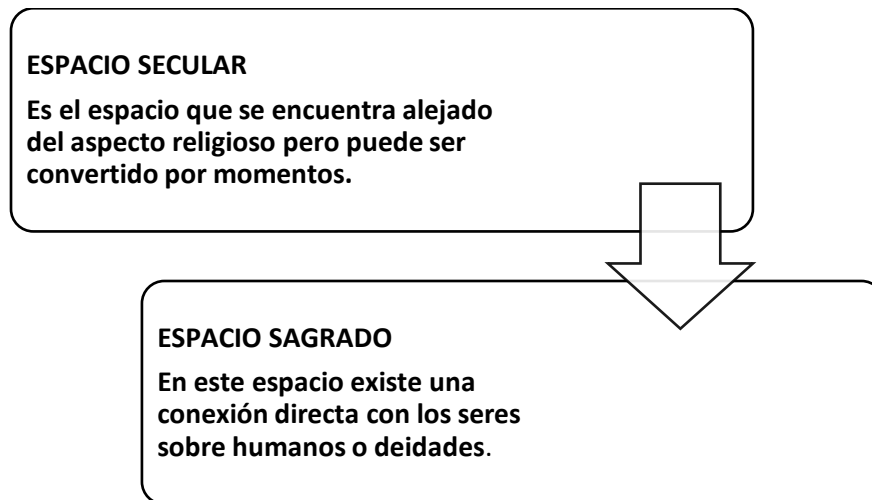 ESPACIO SECULAR
Es el espacio que se encuentra alejado
del aspecto religioso pero puede ser
convertido por momentos.
ESPACIO SAGRADO
En este espacio existe una
conexión directa con los seres
sobre humanos o deidades.